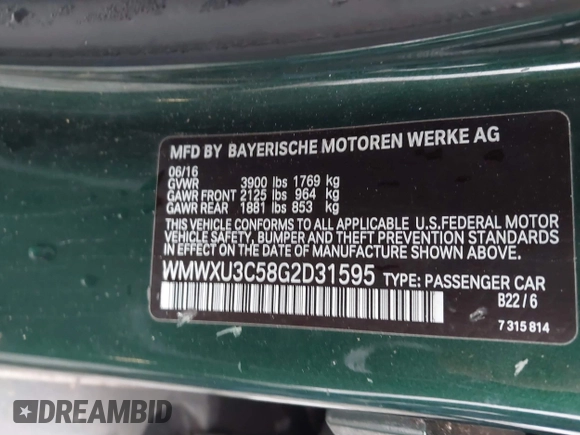 MFD BY BAYERISCHE MOTOREN WERKE AG
06/16
GVWR 3900 lbs 1769 kg
GAWR FRONT 2125 lbs 964 kg
GAWR REAR 1881 lbs 853 kg
THIS VEHICLE CONFORMS TO ALL APPLICABLE U.S.FEDERAL MOTOR
VEHICLE SAFETY, BUMPER AND THEFT PREVENTION STANDARDS
IN EFFECT ON THE DATE OF MANUFACTURE SHOWN ABOVE.
WMWXU3C58G2D31595 TYPE: PASSENGER CAR
B22/6
7 315 814
DREAMBID